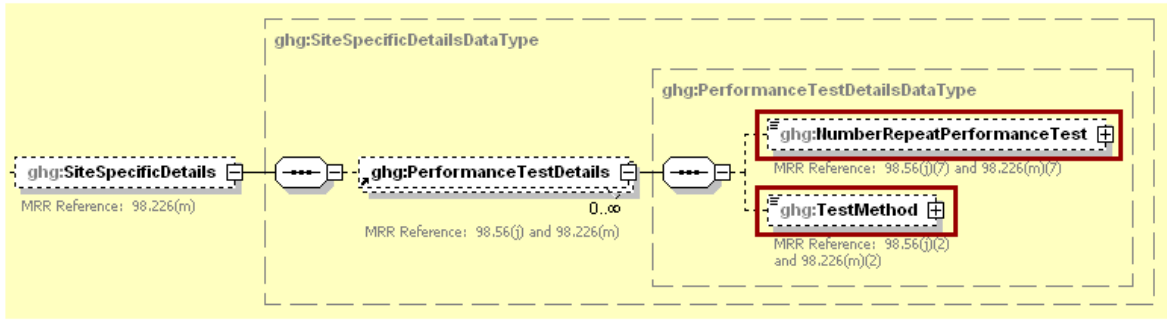 ghg:SiteSpecificDetailsDataType
ghg:PerformanceTestDetailsDataType
ghg:NumberRepeatPerformanceTest
MRR Reference: 98.56(j)(7) and 98.226(m)(7)
ghg:SiteSpecificDetails
MRR Reference: 98.226(m)
ghg:PerformanceTestDetails
0..∞
MRR Reference: 98.56(j) and 98.226(m)
ghg:TestMethod
MRR Reference: 98.56(j)(2)
and 98.226(m)(2)